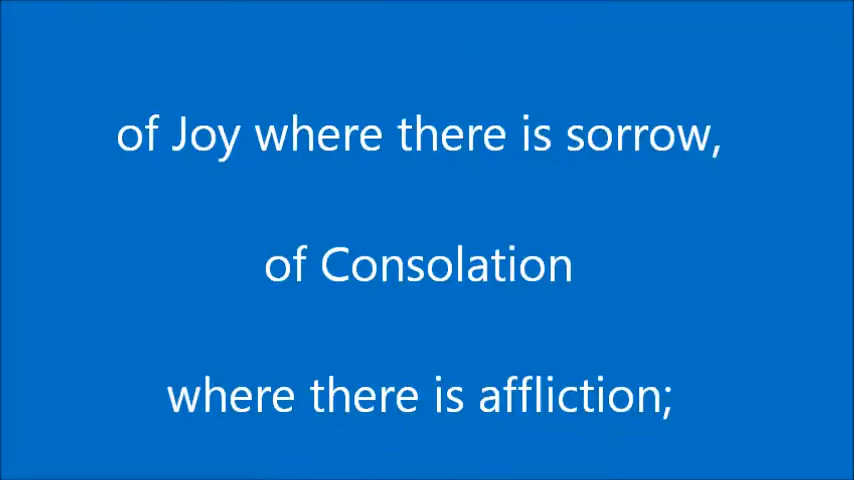 of Joy where there is sorrow,
of Consolation
where there is affliction;